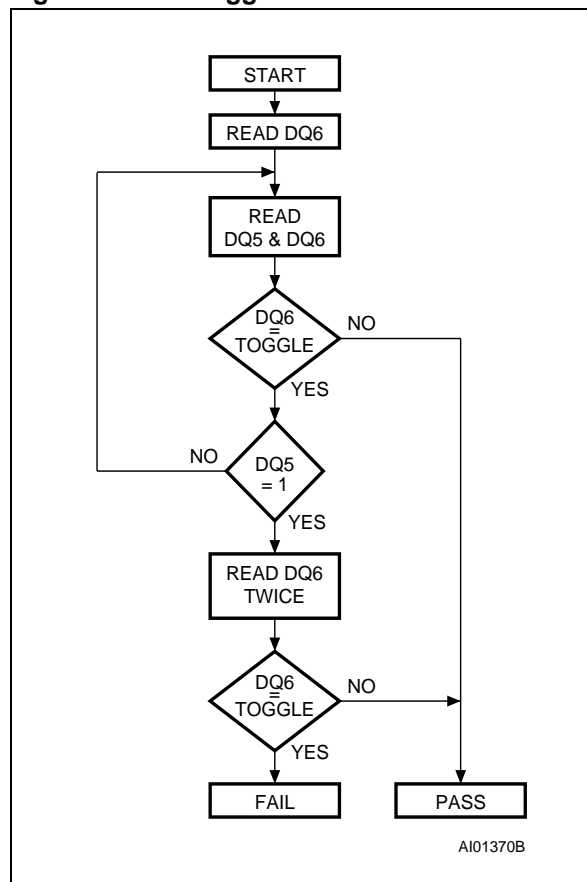 START
READ DQ6
READ
DQ5 & DQ6
DQ6
=
TOGGLE
NO
YES
NO
DQ5
= 1
YES
READ DQ6
TWICE
DQ6
=
TOGGLE
NO
YES
FAIL
PASS
AI01370B